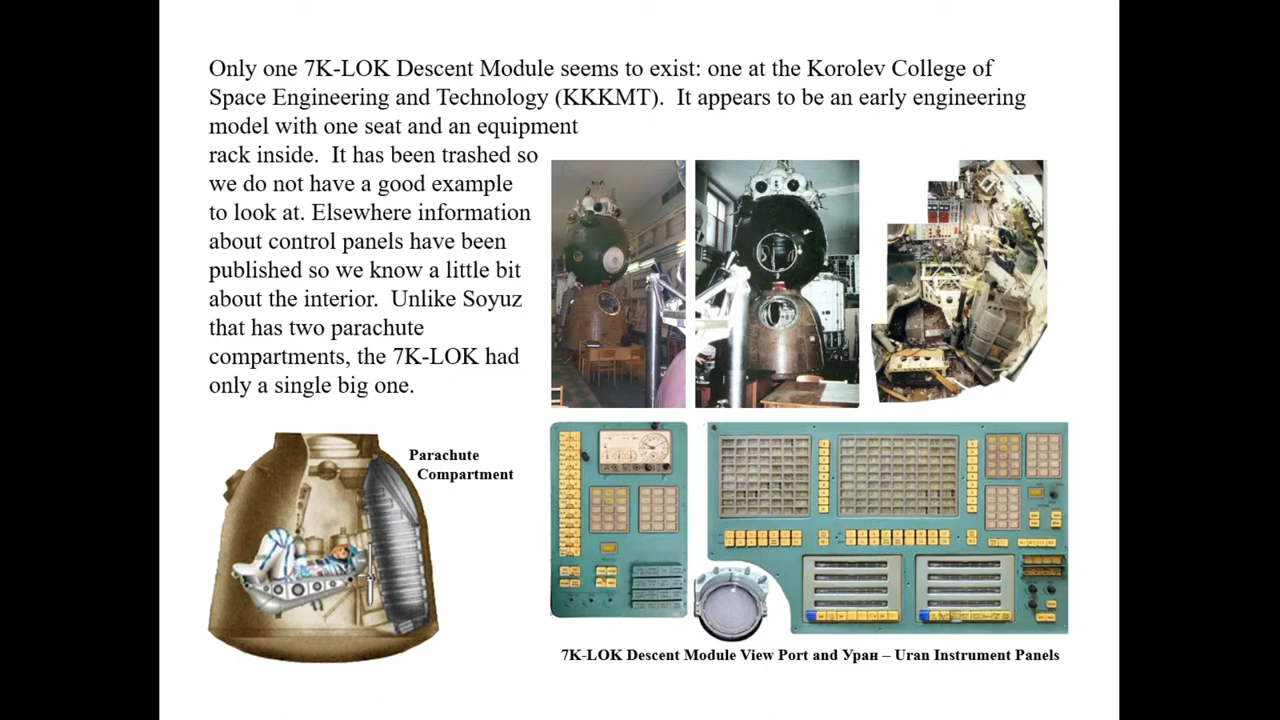 Only one 7K-LOK Descent Module seems to exist: one at the Korolev College of
Space Engineering and Technology (KKKMT).  It appears to be an early engineering
model with one seat and an equipment
rack inside.  It has been trashed so
we do not have a good example
to look at. Elsewhere information
about control panels have been
published so we know a little bit
about the interior.  Unlike Soyuz
that has two parachute
compartments, the 7K-LOK had
only a single big one.
Parachute
Compartment
7K-LOK Descent Module View Port and Уран – Uran Instrument Panels